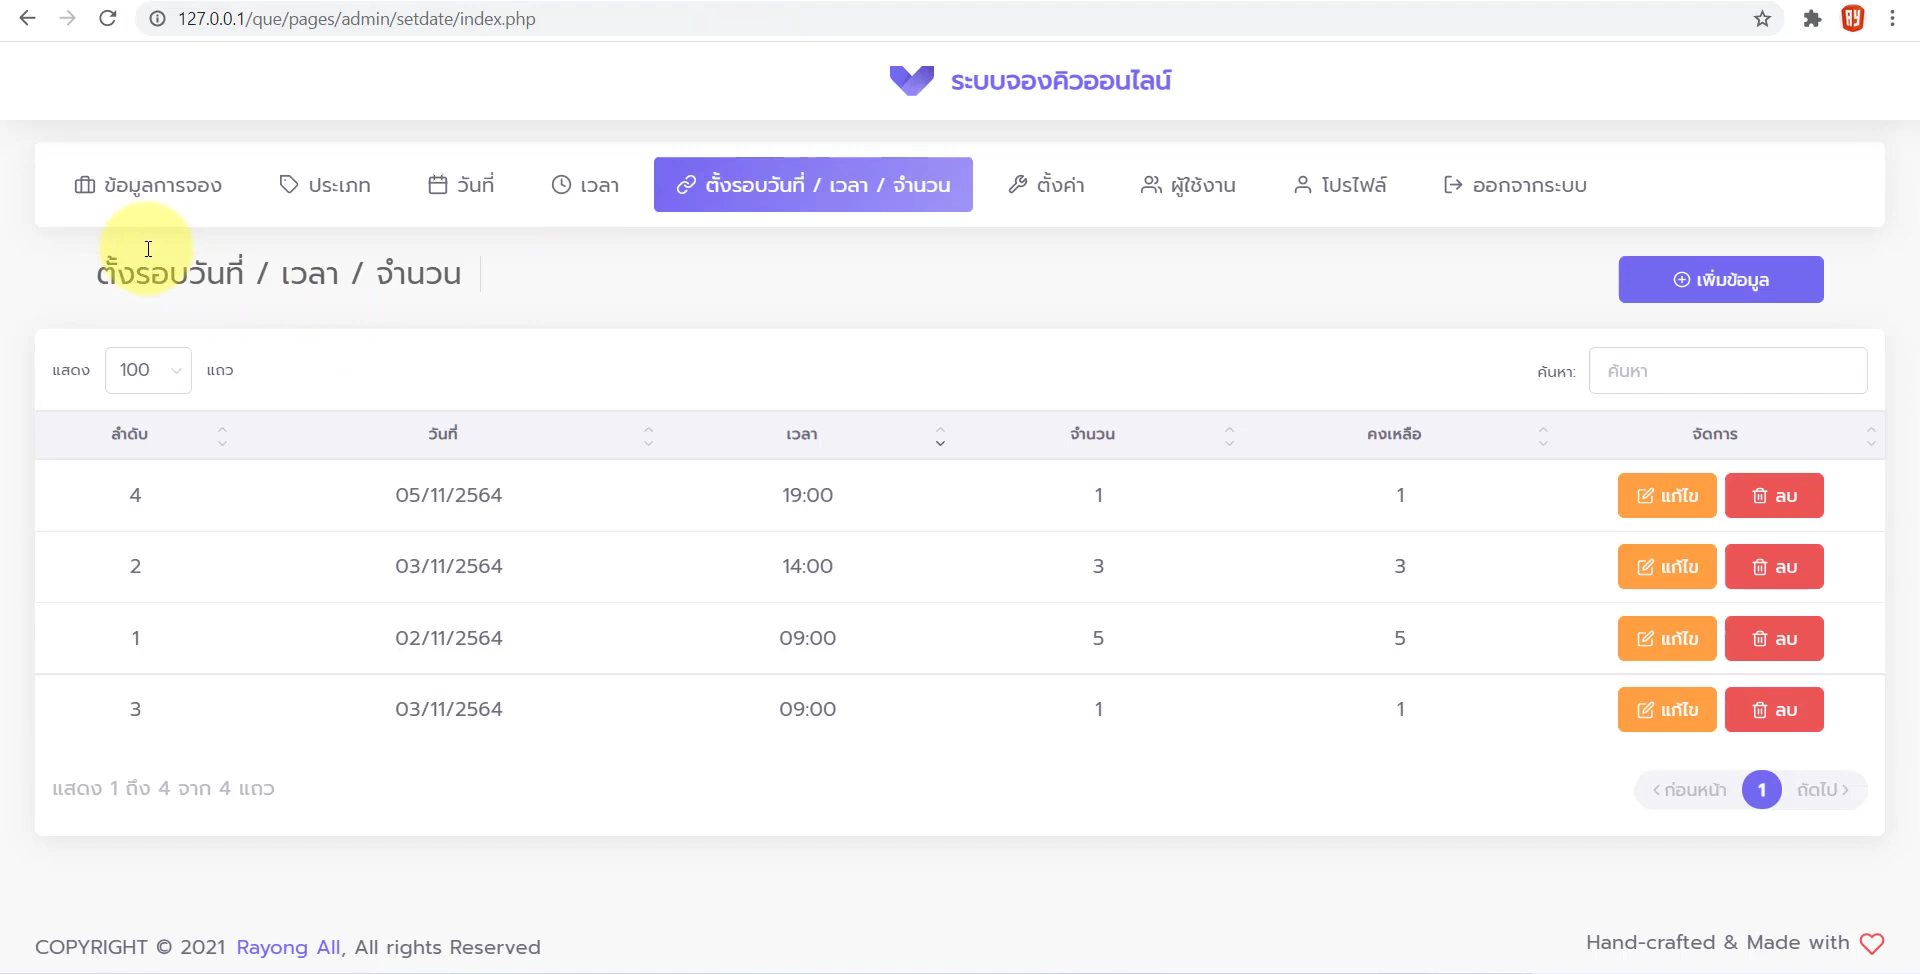 127.0.0.1/que/pages/admin/setdate/index.php
ระบบจองคิวออนไลน์
ข้อมูลการจอง ประเภท วันที่ เวลา ตั้งรอบวันที่ / เวลา / จำนวน ตั้งค่า ผู้ใช้งาน โปรไฟล์ ออกจากระบบ
ตั้งรอบวันที่ / เวลา / จำนวน เพิ่มข้อมูล
แสดง 100 แถว ค้นหา: ค้นหา
ลำดับ วันที่ เวลา จำนวน คงเหลือ จัดการ
4 05/11/2564 19:00 1 1 แก้ไข ลบ
2 03/11/2564 14:00 3 3 แก้ไข ลบ
1 02/11/2564 09:00 5 5 แก้ไข ลบ
3 03/11/2564 09:00 1 1 แก้ไข ลบ
แสดง 1 ถึง 4 จาก 4 แถว ก่อนหน้า 1 ถัดไป
COPYRIGHT © 2021 Rayong All, All rights Reserved Hand-crafted & Made with